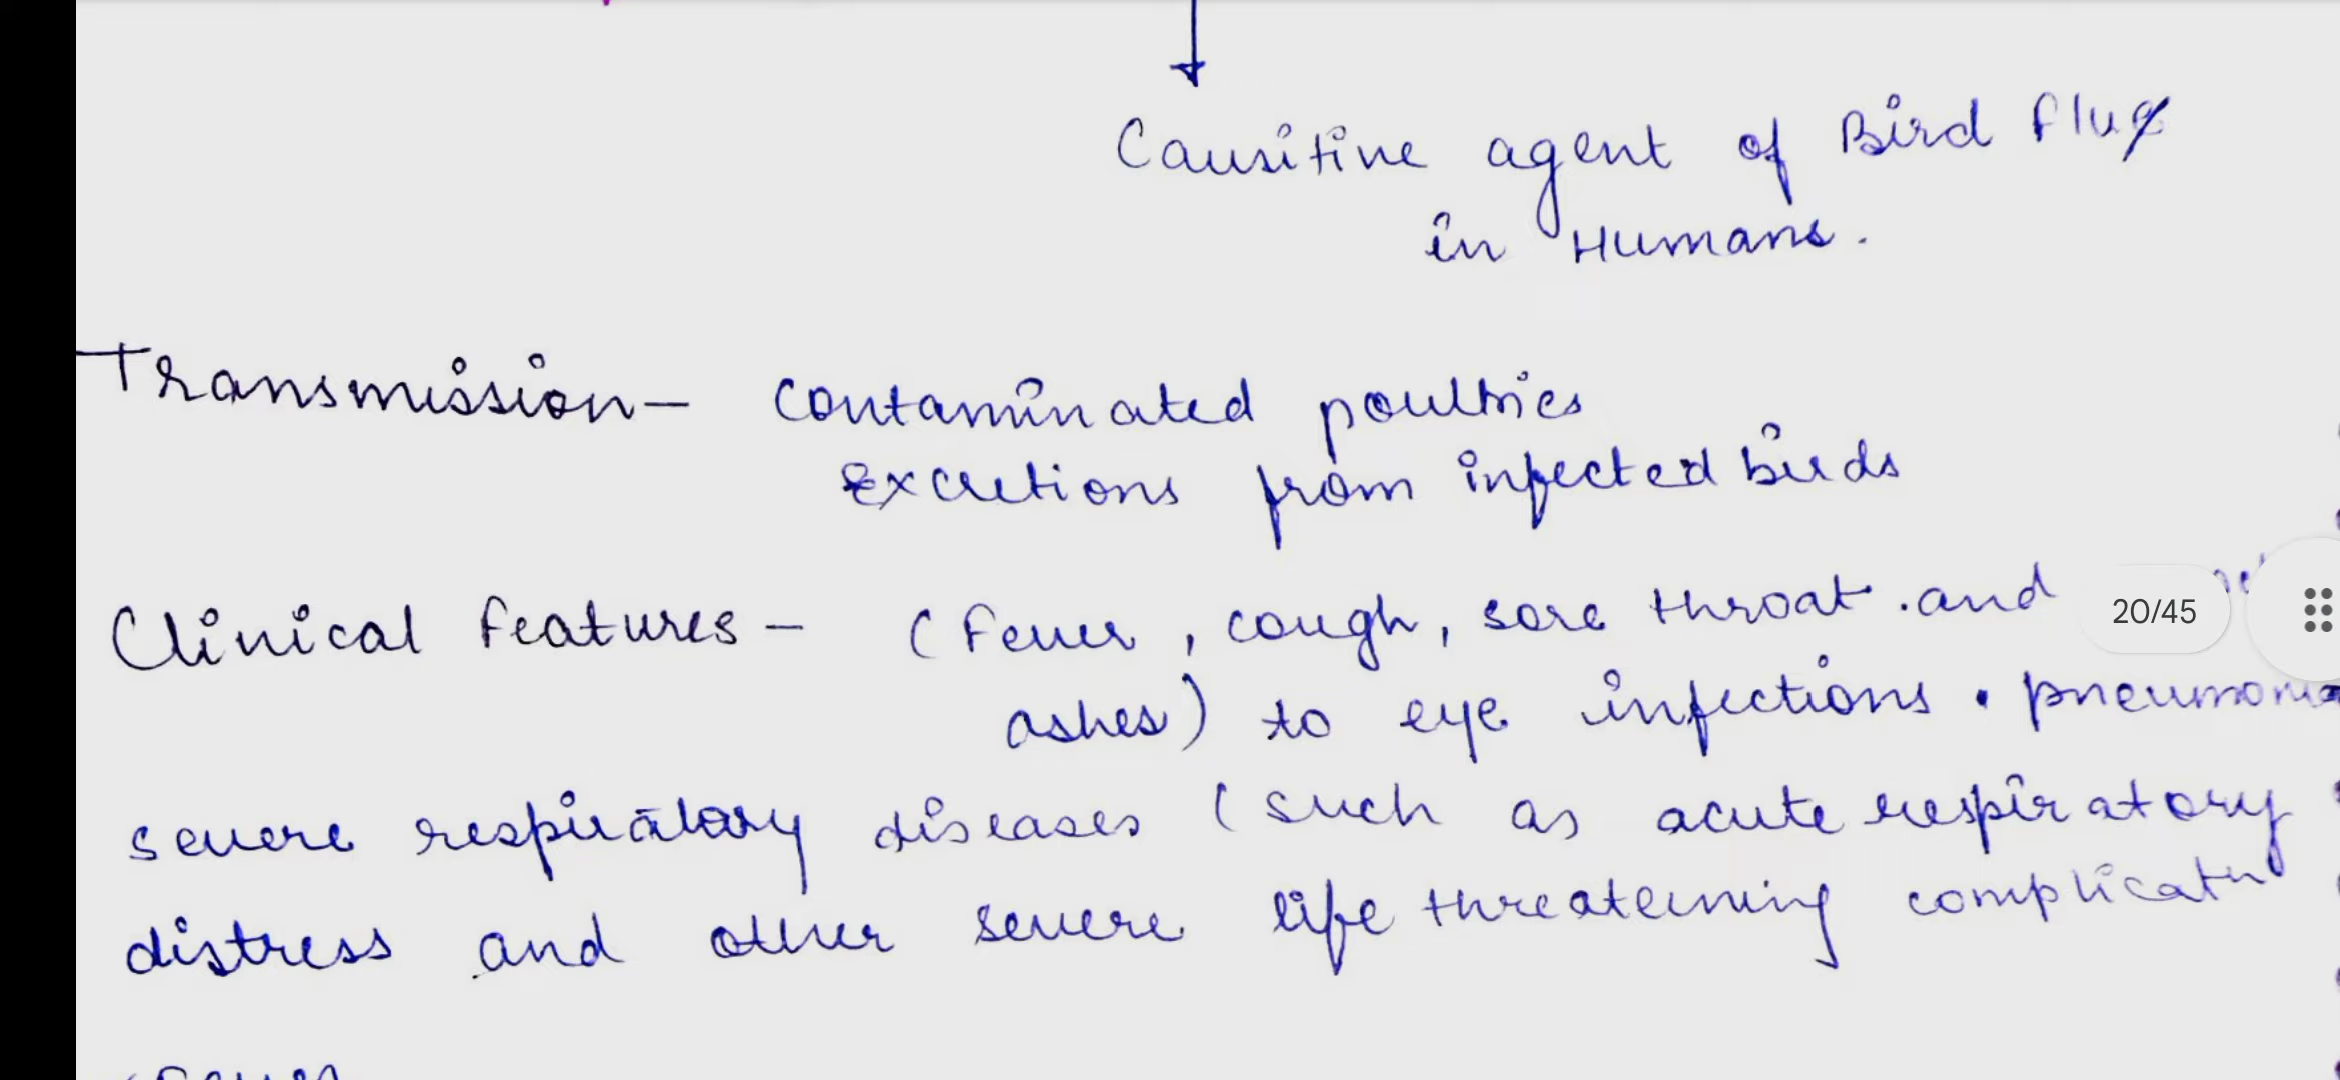 Causitine agent of Bird Flu
in Humans.
Transmission - Contaminated poultries
Excretions from infected birds
Clinical features - (Fever, cough, sore throat. and
20/45
ashes) to eye infections. pneumonia
severe respiratory diseases (such as acute respiratory
distress and other severe life threatening